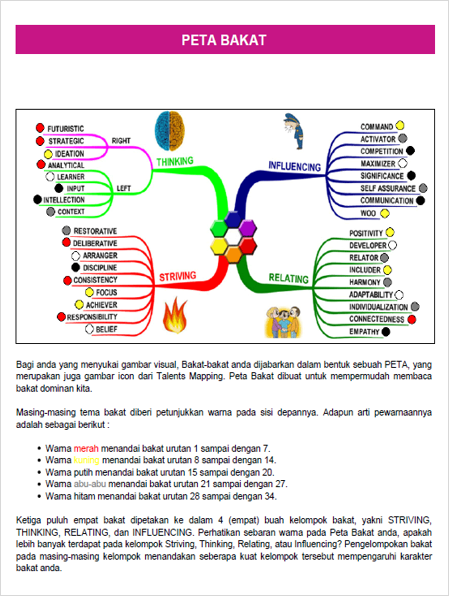 PETA BAKAT
FUTURISTIC
STRATEGIC
IDEATION
RIGHT
ANALYTICAL
LEARNER
INPUT
INTELLECTION
CONTEXT
LEFT
THINKING
RESTORATIVE
DELIBERATIVE
ARRANGER
DISCIPLINE
CONSISTENCY
FOCUS
ACHIEVER
RESPONSIBILITY
BELIEF
STRIVING
INFLUENCING
COMMAND
ACTIVATOR
COMPETITION
MAXIMIZER
SIGNIFICANCE
SELF ASSURANCE
COMMUNICATION
WOO
RELATING
POSITIVITY
DEVELOPER
RELATOR
INCLUDER
HARMONY
ADAPTABILITY
INDIVIDUALIZATION
CONNECTEDNESS
EMPATHY
Bagi anda yang menyukai gambar visual, Bakat-bakat anda dijabarkan dalam bentuk sebuah PETA, yang
merupakan juga gambar icon dari Talents Mapping. Peta Bakat dibuat untuk mempermudah membaca
bakat dominan kita.
Masing-masing tema bakat diberi petunjukkan warna pada sisi depannya. Adapun arti pewarnaannya
adalah sebagai berikut :
• Warna merah menandai bakat urutan 1 sampai dengan 7.
• Warna kuning menandai bakat urutan 8 sampai dengan 14.
• Warna putih menandai bakat urutan 15 sampai dengan 20.
• Warna abu-abu menandai bakat urutan 21 sampai dengan 27.
• Warna hitam menandai bakat urutan 28 sampai dengan 34.
Ketiga puluh empat bakat dipetakan ke dalam 4 (empat) buah kelompok bakat, yakni STRIVING,
THINKING, RELATING, dan INFLUENCING. Perhatikan sebaran warna pada Peta Bakat anda, apakah
lebih banyak terdapat pada kelompok Striving, Thinking, Relating, atau Influencing? Pengelompokan bakat
pada masing-masing kelompok menandakan seberapa kuat kelompok tersebut mempengaruhi karakter
bakat anda.